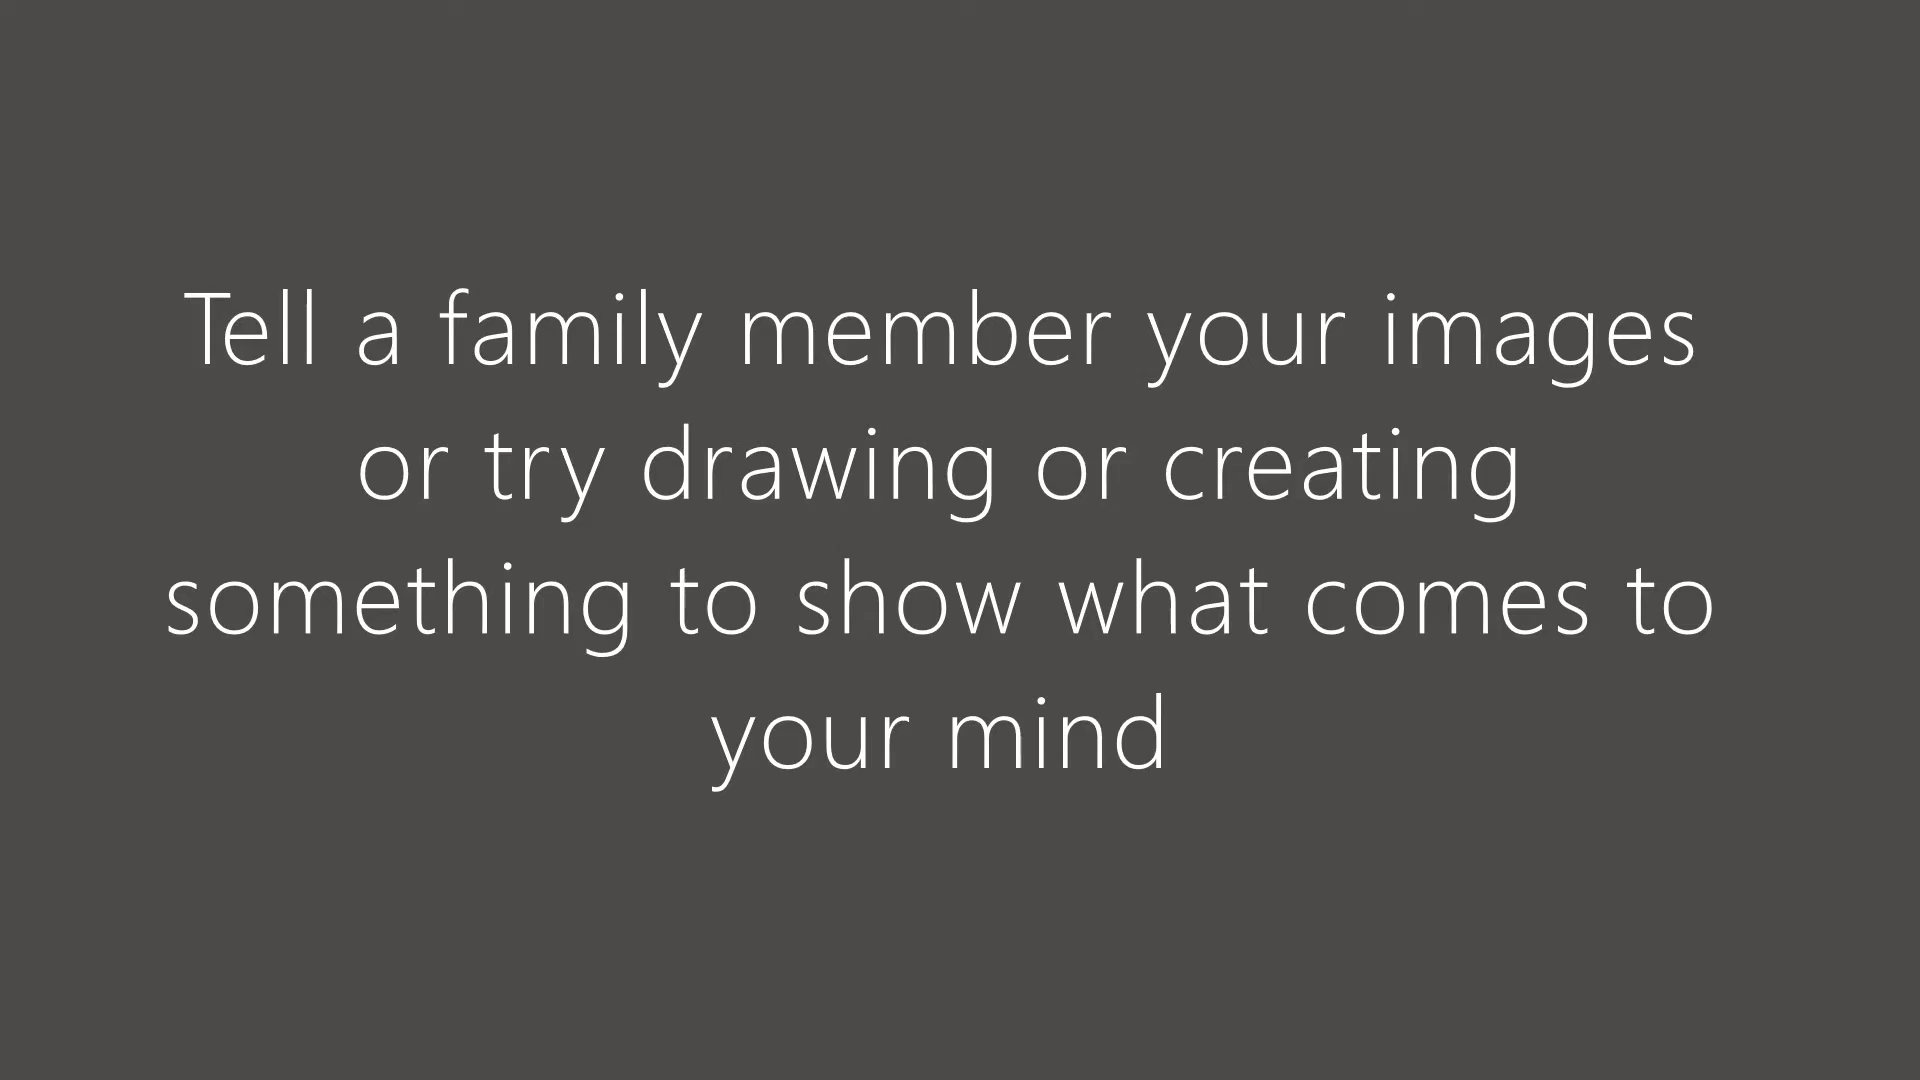 Tell a family member your images
or try drawing or creating
something to show what comes to
your mind